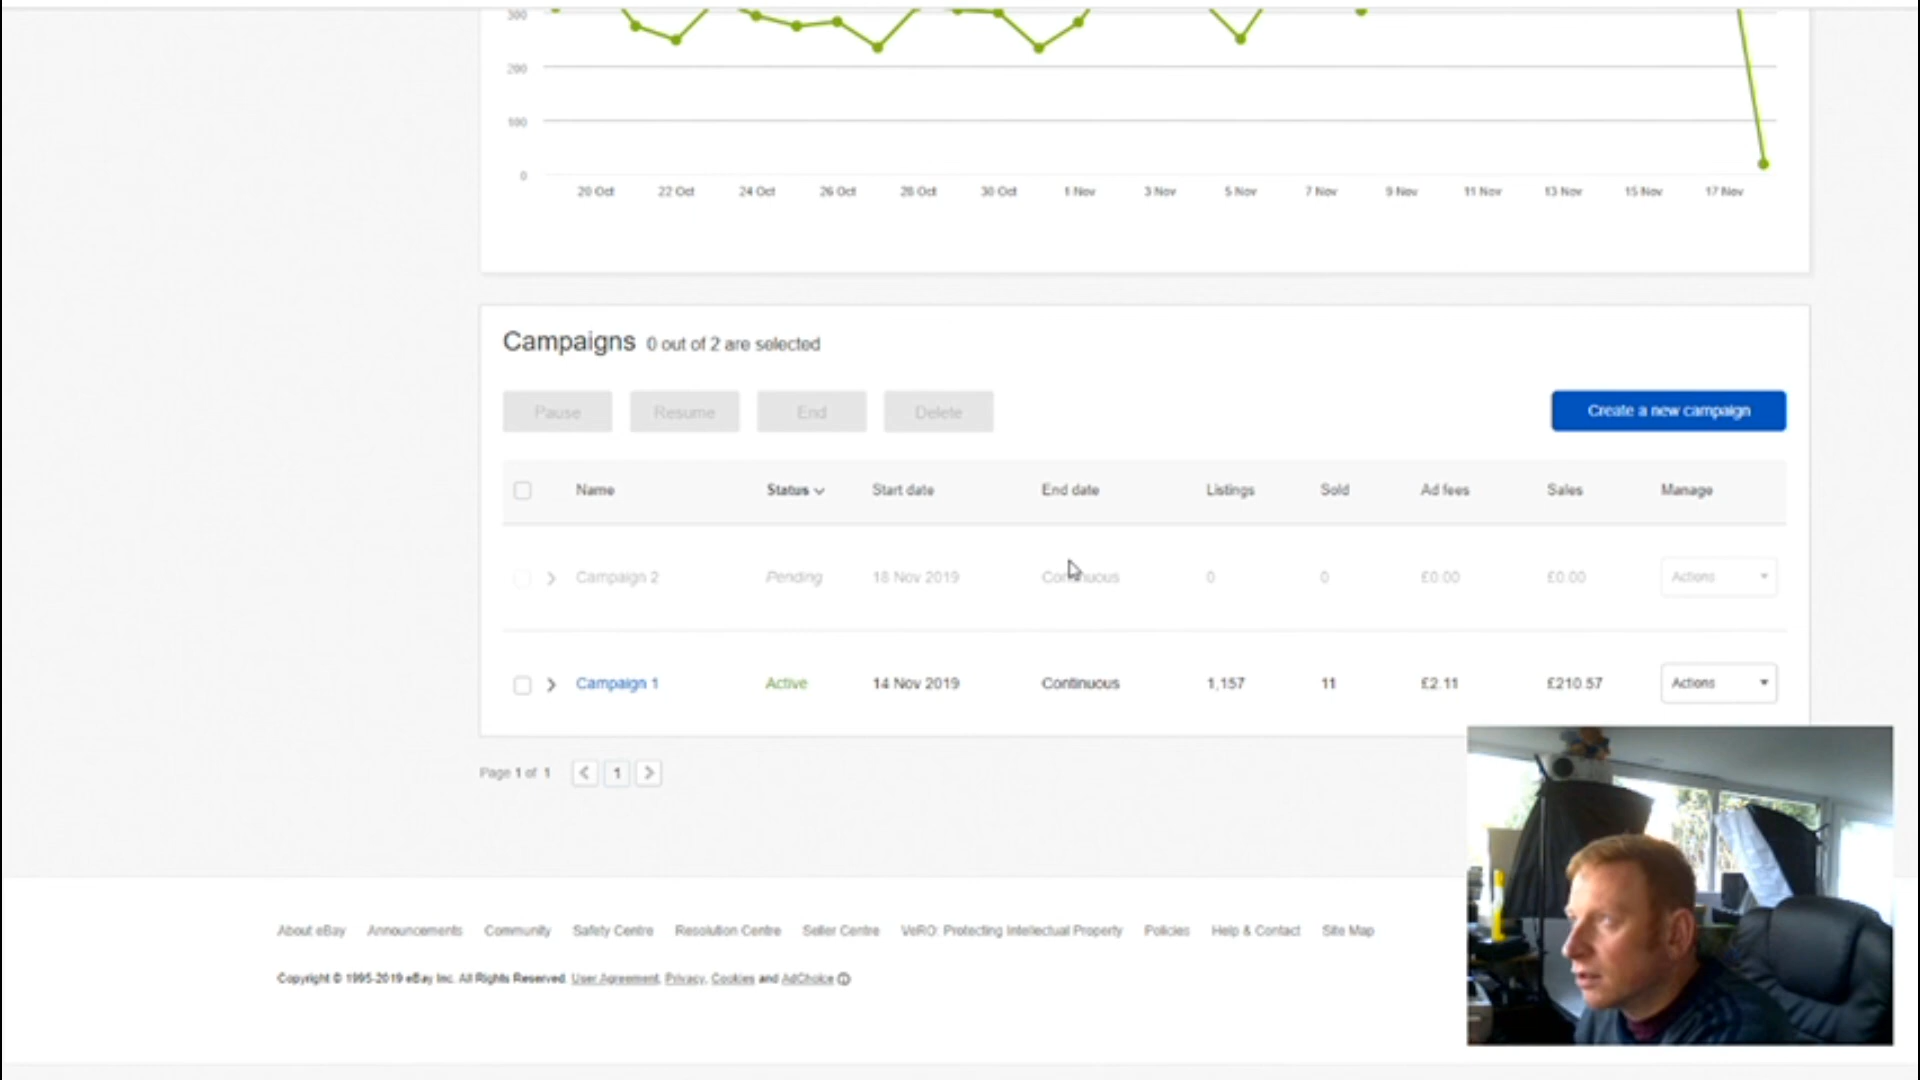 300
200
100
0
20 Oct 22 Oct 24 Oct 26 Oct 28 Oct 30 Oct 1 Nov 3 Nov 5 Nov 7 Nov 9 Nov 11 Nov 13 Nov 15 Nov 17 Nov
Campaigns 0 out of 2 are selected
Pause Resume End Delete Create a new campaign
Name Status Start date End date Listings Sold Ad fees Sales Manage
Campaign 2 Pending 18 Nov 2019 Continuous 0 0 £0.00 £0.00 Actions
Campaign 1 Active 14 Nov 2019 Continuous 1,157 11 £2.11 £210.57 Actions
Page 1 of 1 < 1 >
About eBay Announcements Community Safety Centre Resolution Centre Seller Centre VeRO: Protecting Intellectual Property Policies Help & Contact Site Map
Copyright © 1995-2019 eBay Inc. All Rights Reserved. User Agreement, Privacy, Cookies and AdChoice